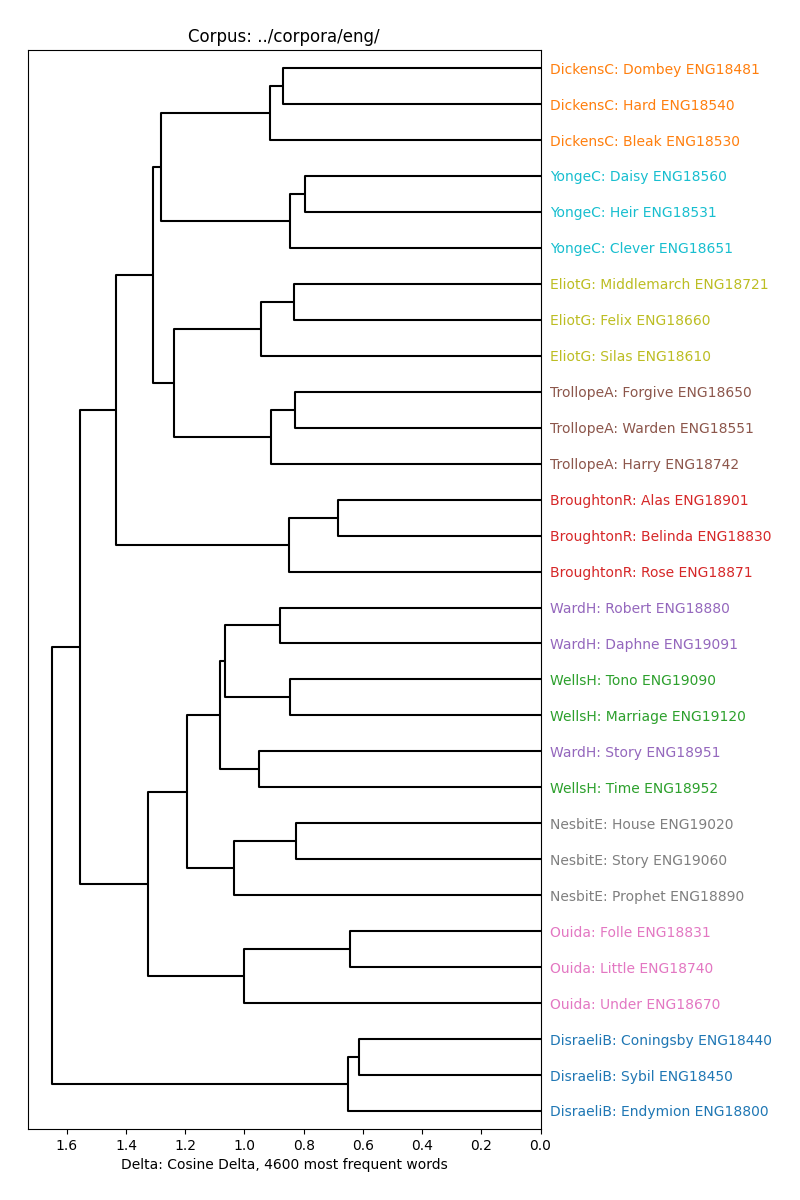 Corpus: ../corpora/eng/
DickensC: Dombey ENG18481
DickensC: Hard ENG18540
DickensC: Bleak ENG18530
YongeC: Daisy ENG18560
YongeC: Heir ENG18531
YongeC: Clever ENG18651
EliotG: Middlemarch ENG18721
EliotG: Felix ENG18660
EliotG: Silas ENG18610
TrollopeA: Forgive ENG18650
TrollopeA: Warden ENG18551
TrollopeA: Harry ENG18742
BroughtonR: Alas ENG18901
BroughtonR: Belinda ENG18830
BroughtonR: Rose ENG18871
WardH: Robert ENG18880
WardH: Daphne ENG19091
WellsH: Tono ENG19090
WellsH: Marriage ENG19120
WardH: Story ENG18951
WellsH: Time ENG18952
NesbitE: House ENG19020
NesbitE: Story ENG19060
NesbitE: Prophet ENG18890
Ouida: Folle ENG18831
Ouida: Little ENG18740
Ouida: Under ENG18670
DisraeliB: Coningsby ENG18440
DisraeliB: Sybil ENG18450
DisraeliB: Endymion ENG18800
1.6 1.4 1.2 1.0 0.8 0.6 0.4 0.2 0.0
Delta: Cosine Delta, 4600 most frequent words